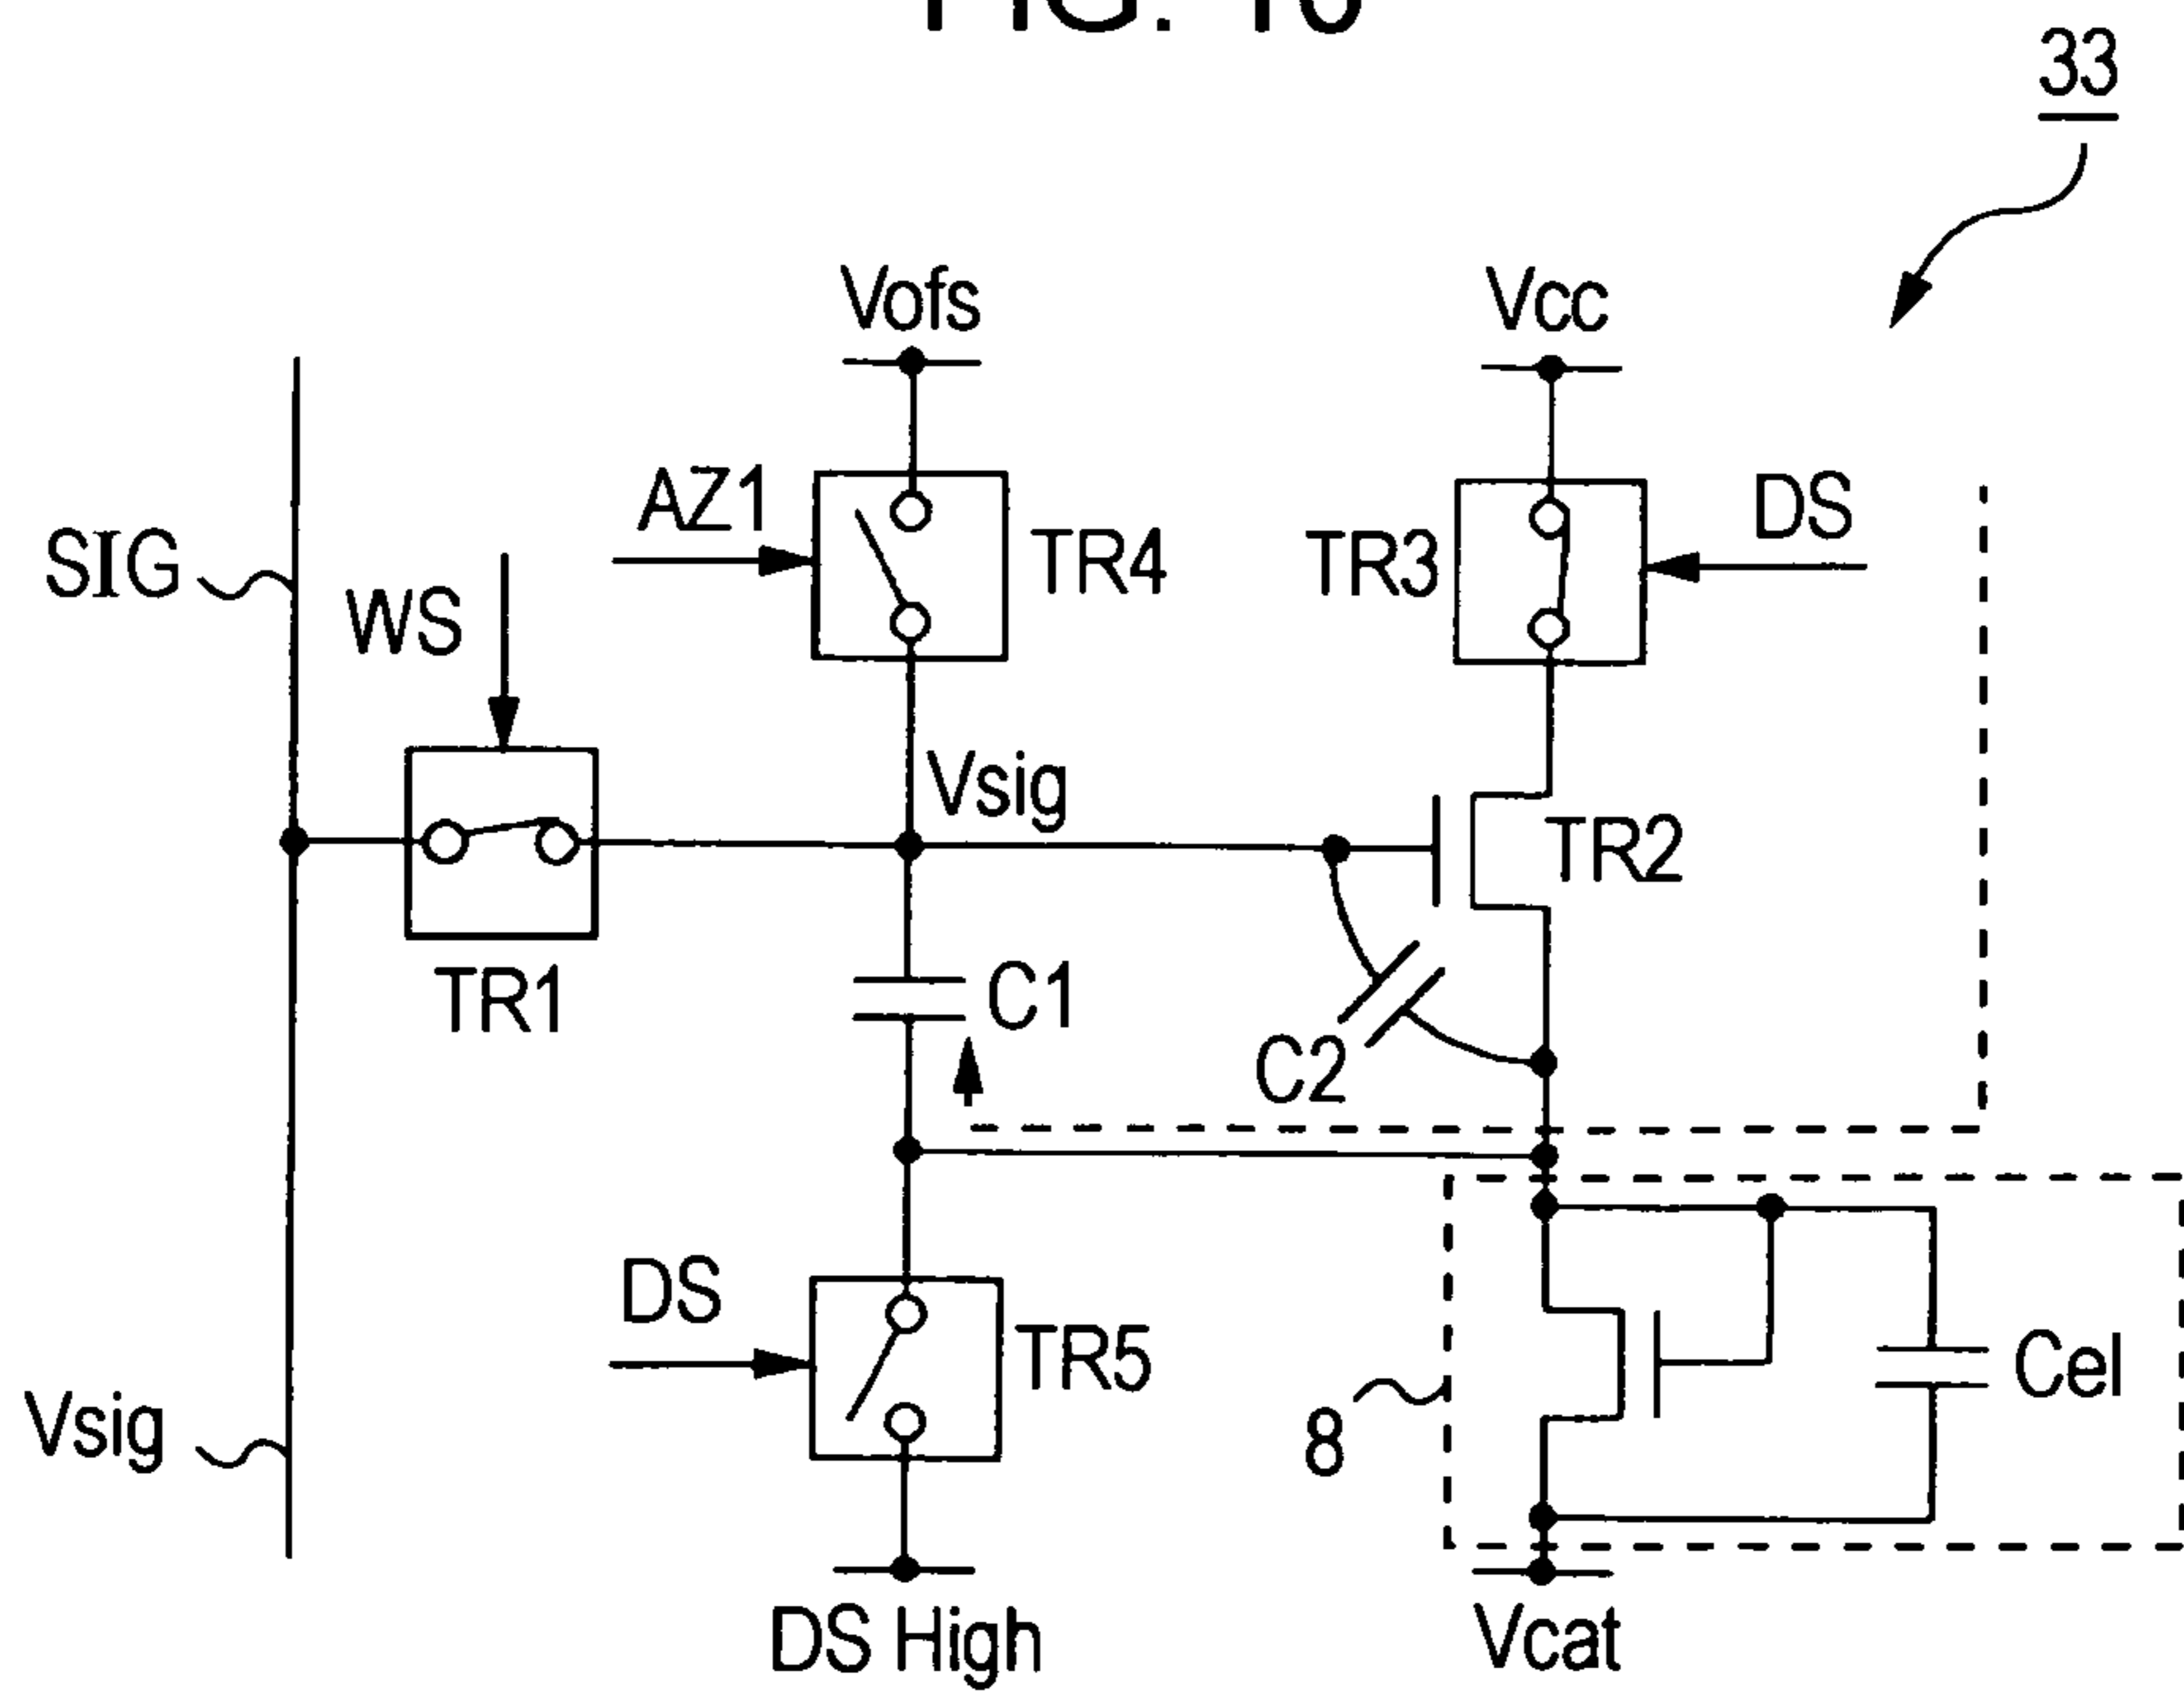 33
Vofs
Vcc
AZ1
DS
SIG
TR4
TR3
WS
Vsig
TR2
TR1
C1
C2
DS
TR5
Cel
Vsig
8
DS High
Vcat